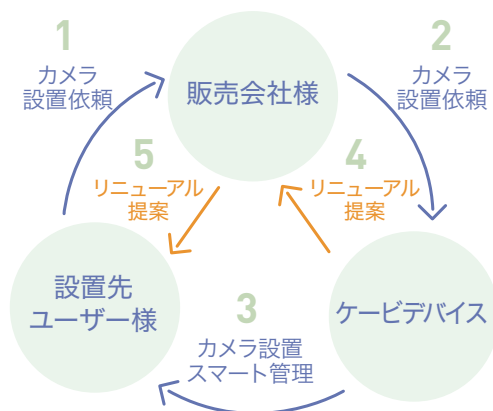 1
カメラ
設置依頼
販売会社様
2
カメラ
設置依頼
5
リニューアル
提案
4
リニューアル
提案
設置先
ユーザー様
3
カメラ設置
スマート管理
ケービデバイス